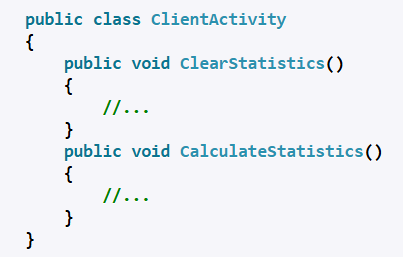 public class ClientActivity
{
    public void ClearStatistics()
    {
        //...
    }
    public void CalculateStatistics()
    {
        //...
    }
}